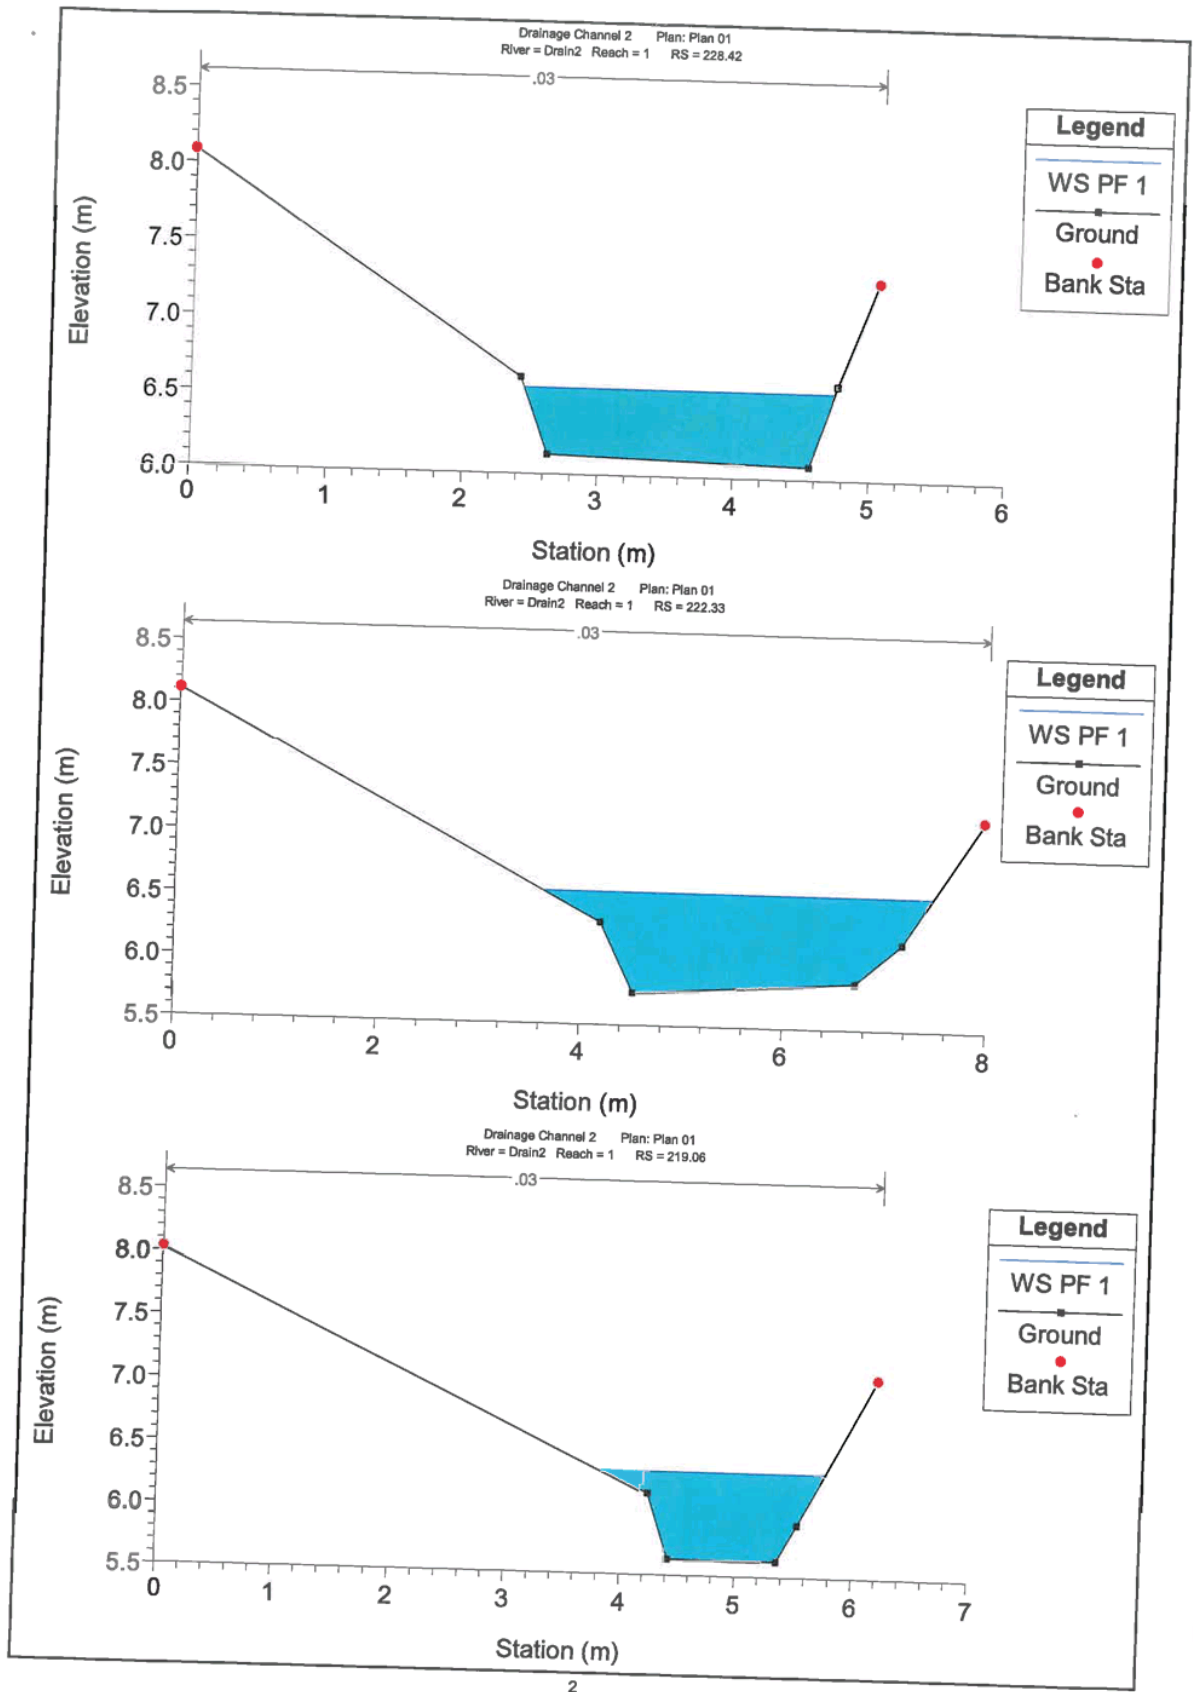 Drainage Channel 2 Plan: Plan 01
River = Drain2 Reach = 1 RS = 228.42
.03
8.5
8.0
7.5
7.0
6.5
6.0
Elevation (m)
0 1 2 3 4 5 6
Station (m)
Legend
WS PF 1
Ground
Bank Sta
Drainage Channel 2 Plan: Plan 01
River = Drain2 Reach = 1 RS = 222.33
.03
8.5
8.0
7.5
7.0
6.5
6.0
5.5
Elevation (m)
0 2 4 6 8
Station (m)
Legend
WS PF 1
Ground
Bank Sta
Drainage Channel 2 Plan: Plan 01
River = Drain2 Reach = 1 RS = 219.06
.03
8.5
8.0
7.5
7.0
6.5
6.0
5.5
Elevation (m)
0 1 2 3 4 5 6 7
Station (m)
Legend
WS PF 1
Ground
Bank Sta
2